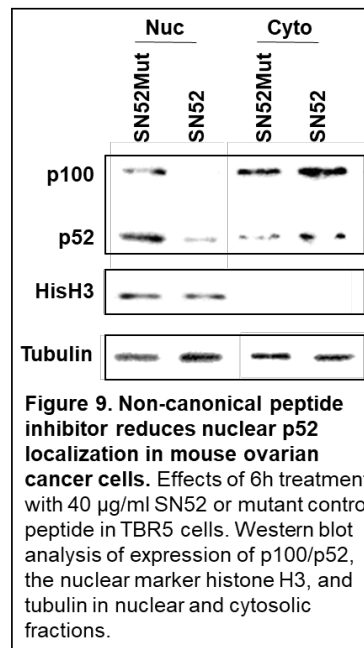 Nuc Cyto
SN52Mut SN52 SN52Mut SN52
p100
p52
HisH3
Tubulin
Figure 9. Non-canonical peptide
inhibitor reduces nuclear p52
localization in mouse ovarian
cancer cells. Effects of 6h treatment
with 40 µg/ml SN52 or mutant contro
peptide in TBR5 cells. Western blot
analysis of expression of p100/p52,
the nuclear marker histone H3, and
tubulin in nuclear and cytosolic
fractions.